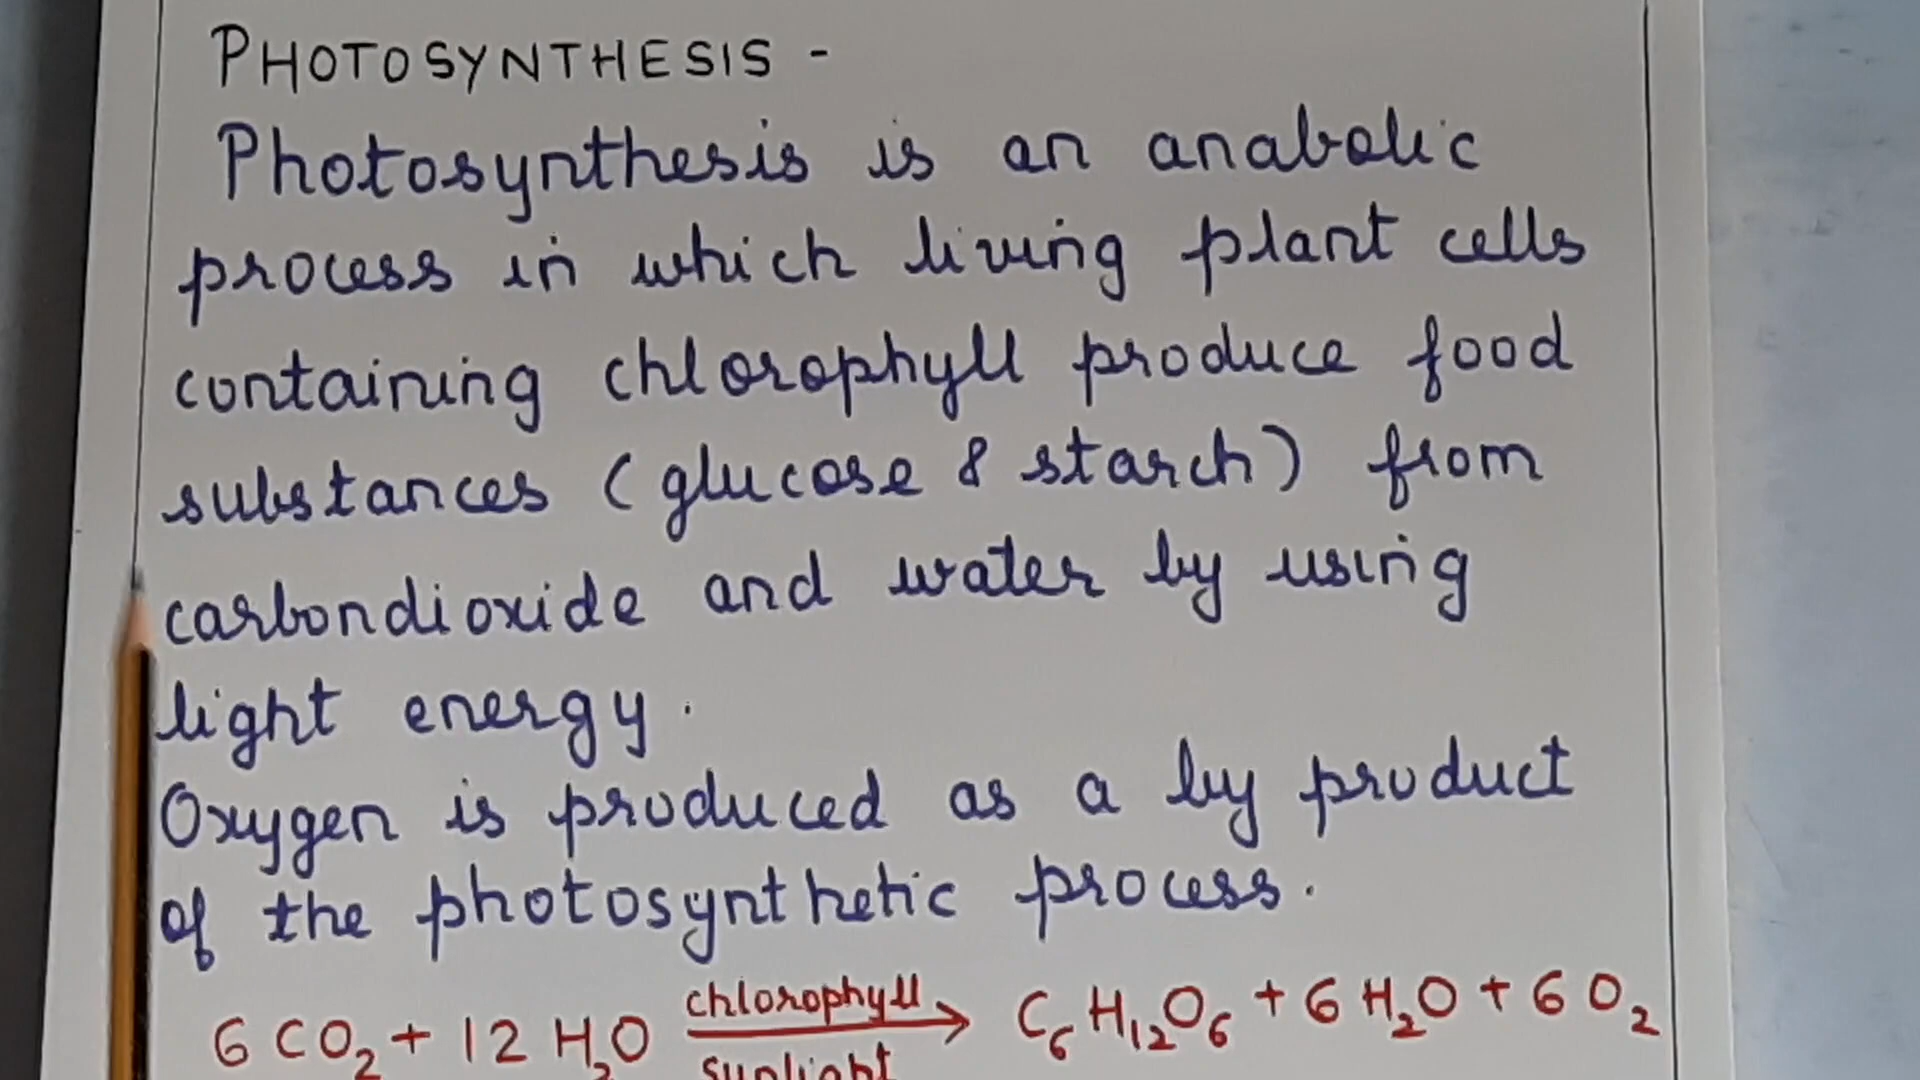 PHOTOSYNTHESIS -
Photosynthesis is an anabolic
process in which living plant cells
containing chlorophyll produce food
substances (glucose & starch) from
carbondioxide and water by using
light energy.
Oxygen is produced as a by product
of the photosynthetic process.
6 CO₂ + 12 H₂O chlorophyll → C₆H₁₂O₆ + 6 H₂O + 6 O₂
sunlight